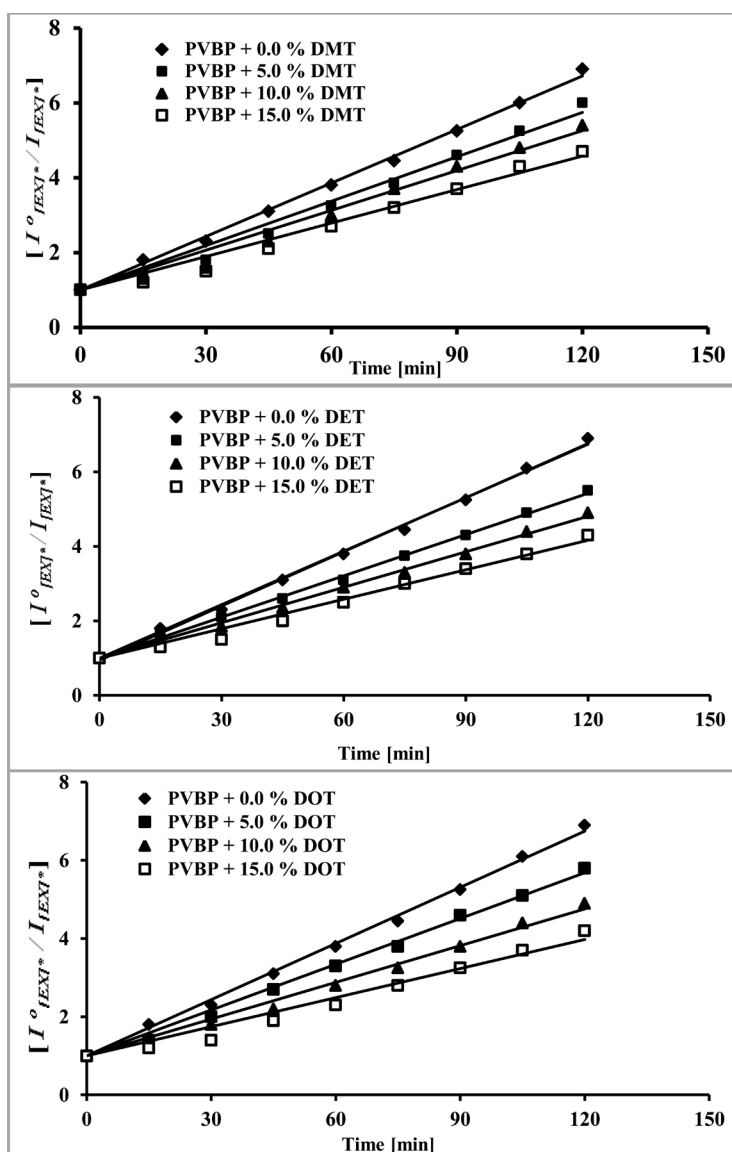 8
PVBP + 0.0 % DMT
PVBP + 5.0 % DMT
PVBP + 10.0 % DMT
PVBP + 15.0 % DMT
6
4
2
0
[ I°[EX]* / I[EX]* ]
0 30 60 90 120 150
Time [min]
8
PVBP + 0.0 % DET
PVBP + 5.0 % DET
PVBP + 10.0 % DET
PVBP + 15.0 % DET
6
4
2
0
[ I°[EX]* / I[EX]* ]
0 30 60 90 120 150
Time [min]
8
PVBP + 0.0 % DOT
PVBP + 5.0 % DOT
PVBP + 10.0 % DOT
PVBP + 15.0 % DOT
6
4
2
0
[ I°[EX]* / I[EX]* ]
0 30 60 90 120 150
Time [min]